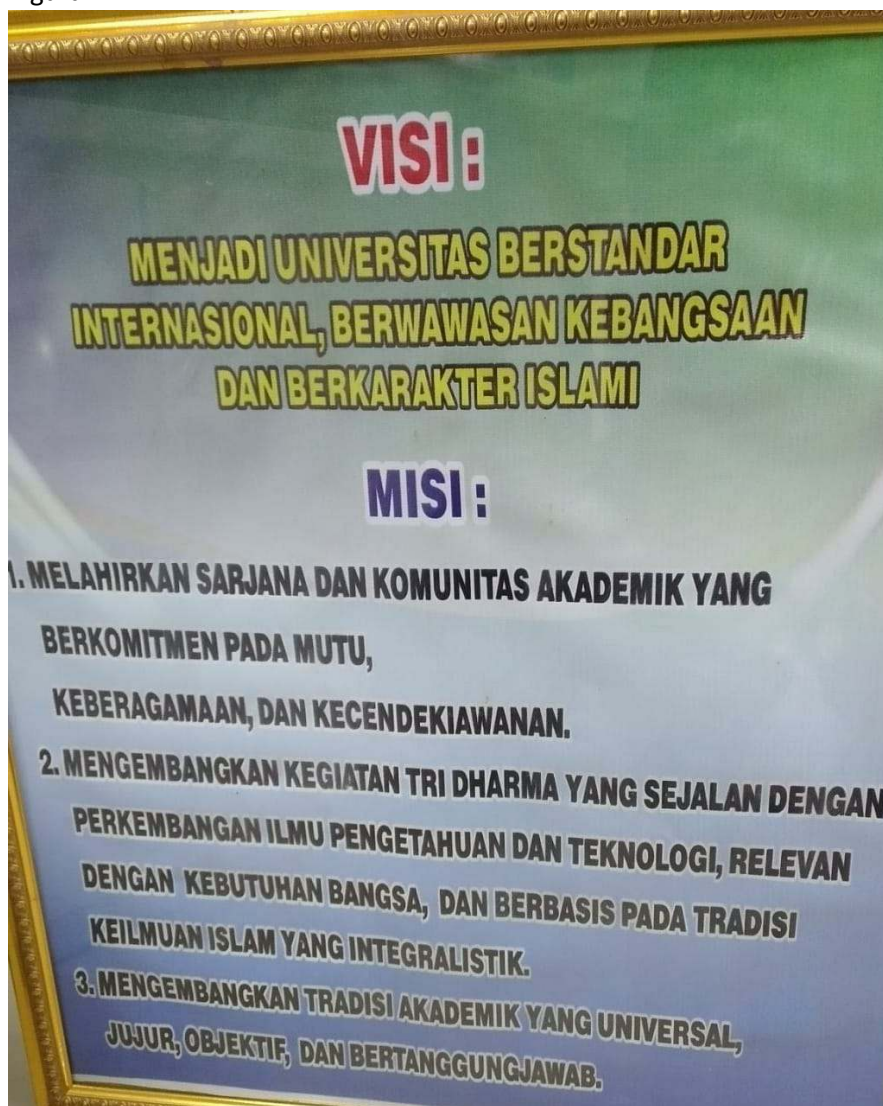 VISI :
MENJADI UNIVERSITAS BERSTANDAR
INTERNASIONAL, BERWAWASAN KEBANGSAAN
DAN BERKARAKTER ISLAMI
MISI :
1. MELAHIRKAN SARJANA DAN KOMUNITAS AKADEMIK YANG
BERKOMITMEN PADA MUTU,
KEBERAGAMAAN, DAN KECENDEKIAWANAN.
2. MENGEMBANGKAN KEGIATAN TRI DHARMA YANG SEJALAN DENGAN
PERKEMBANGAN ILMU PENGETAHUAN DAN TEKNOLOGI, RELEVAN
DENGAN KEBUTUHAN BANGSA, DAN BERBASIS PADA TRADISI
KEILMUAN ISLAM YANG INTEGRALISTIK.
3. MENGEMBANGKAN TRADISI AKADEMIK YANG UNIVERSAL,
JUJUR, OBJEKTIF, DAN BERTANGGUNGJAWAB.